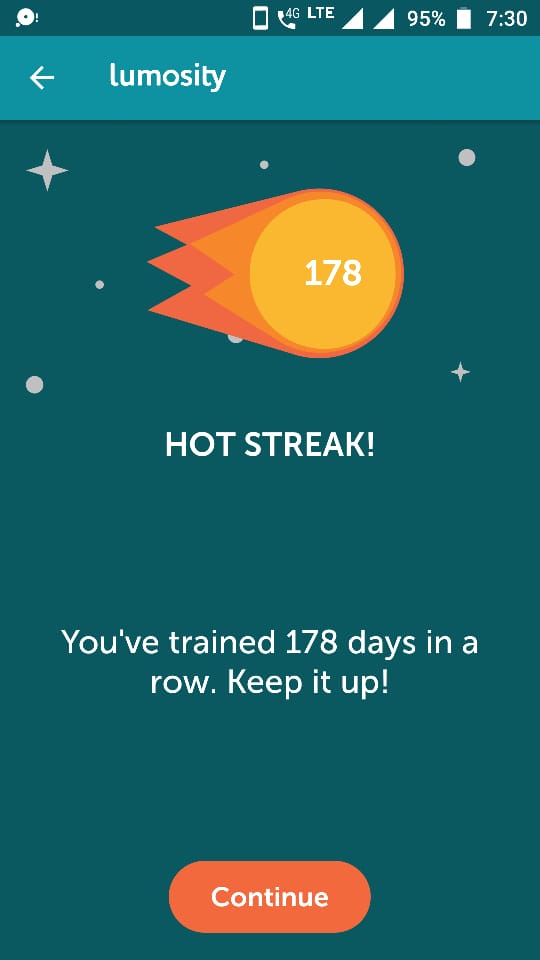 4G LTE 95% 7:30
lumosity
178
HOT STREAK!
You've trained 178 days in a
row. Keep it up!
Continue